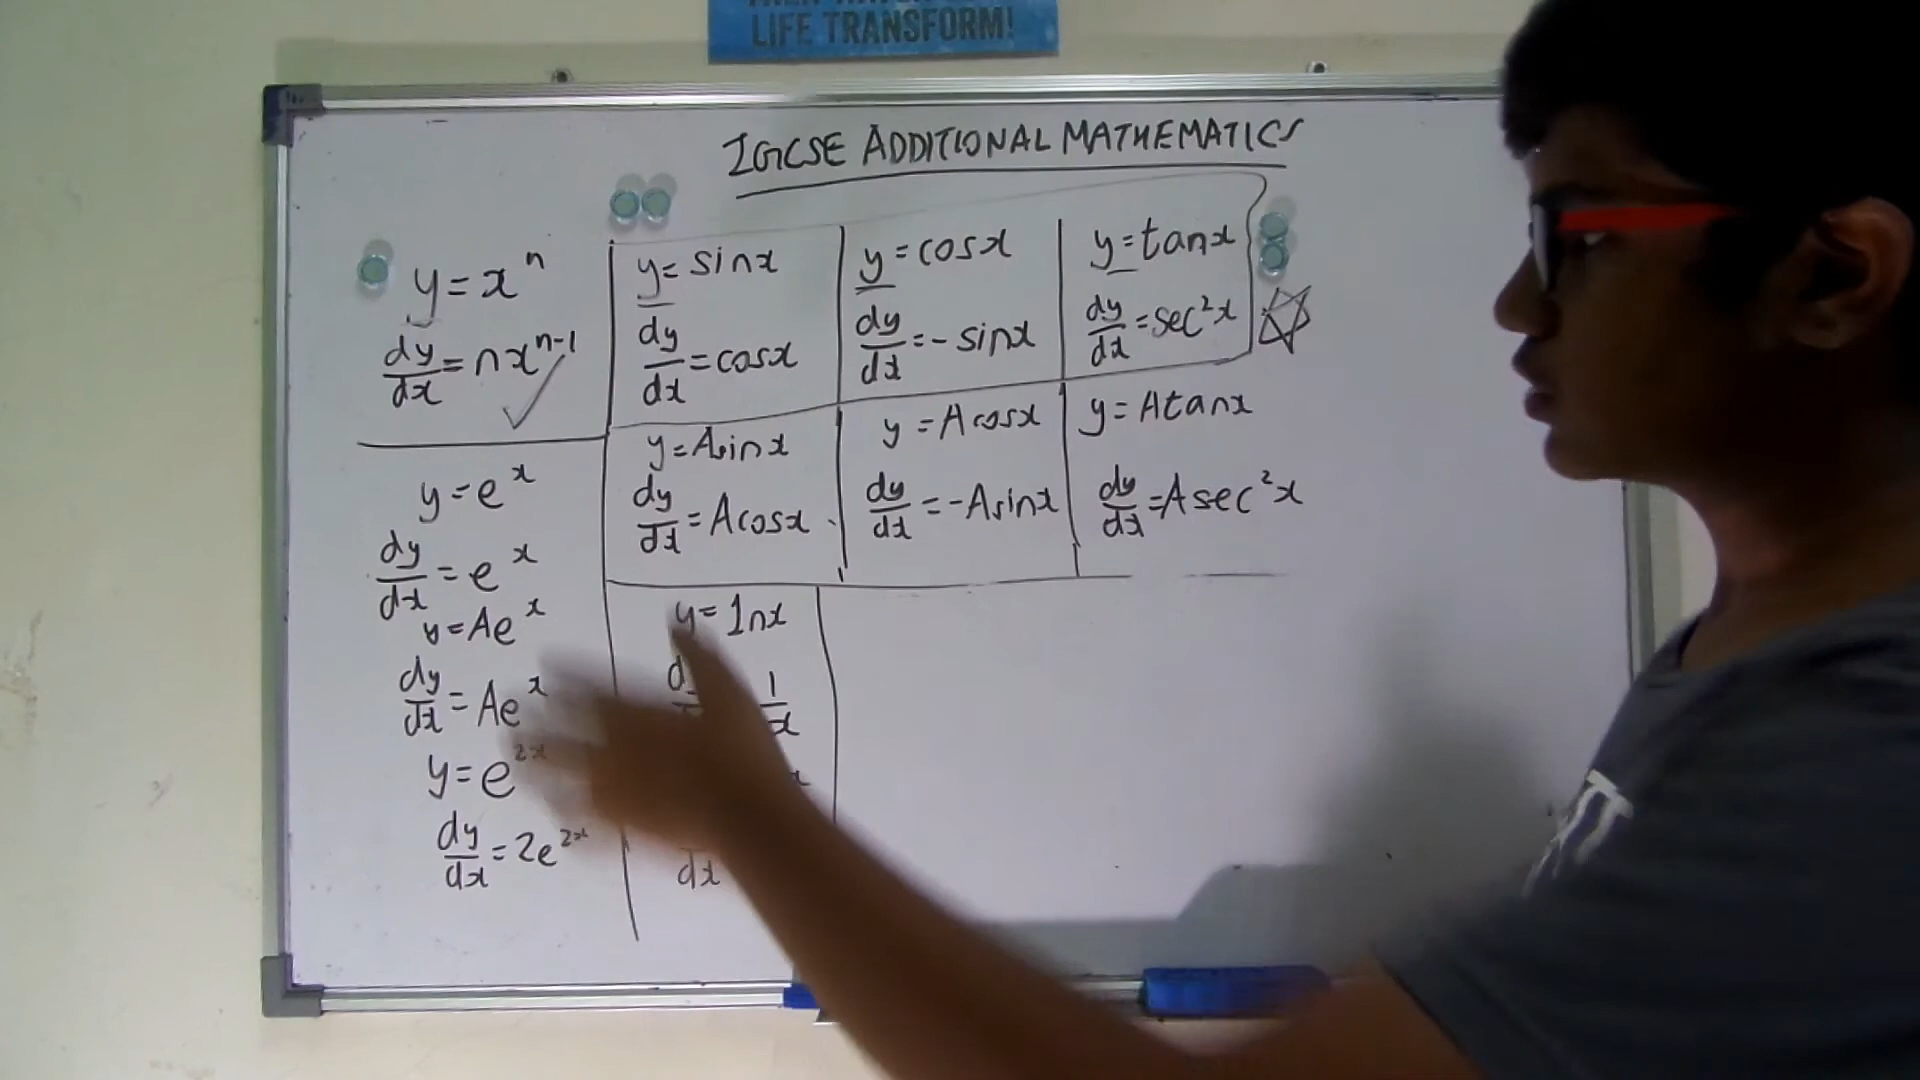 LIFE TRANSFORM!
IGCSE ADDITIONAL MATHEMATICS
y = x^n
dy/dx = nx^(n-1)
y = e^x
dy/dx = e^x
y = Ae^x
dy/dx = Ae^x
y = e^(2x)
dy/dx = 2e^(2x)
y = sinx
dy/dx = cosx
y = cosx
dy/dx = -sinx
y = tanx
dy/dx = sec²x
y = Asinx
dy/dx = Acosx
y = Acosx
dy/dx = -Asinx
y = Atanx
dy/dx = Asec²x
y = lnx
1/x
dx